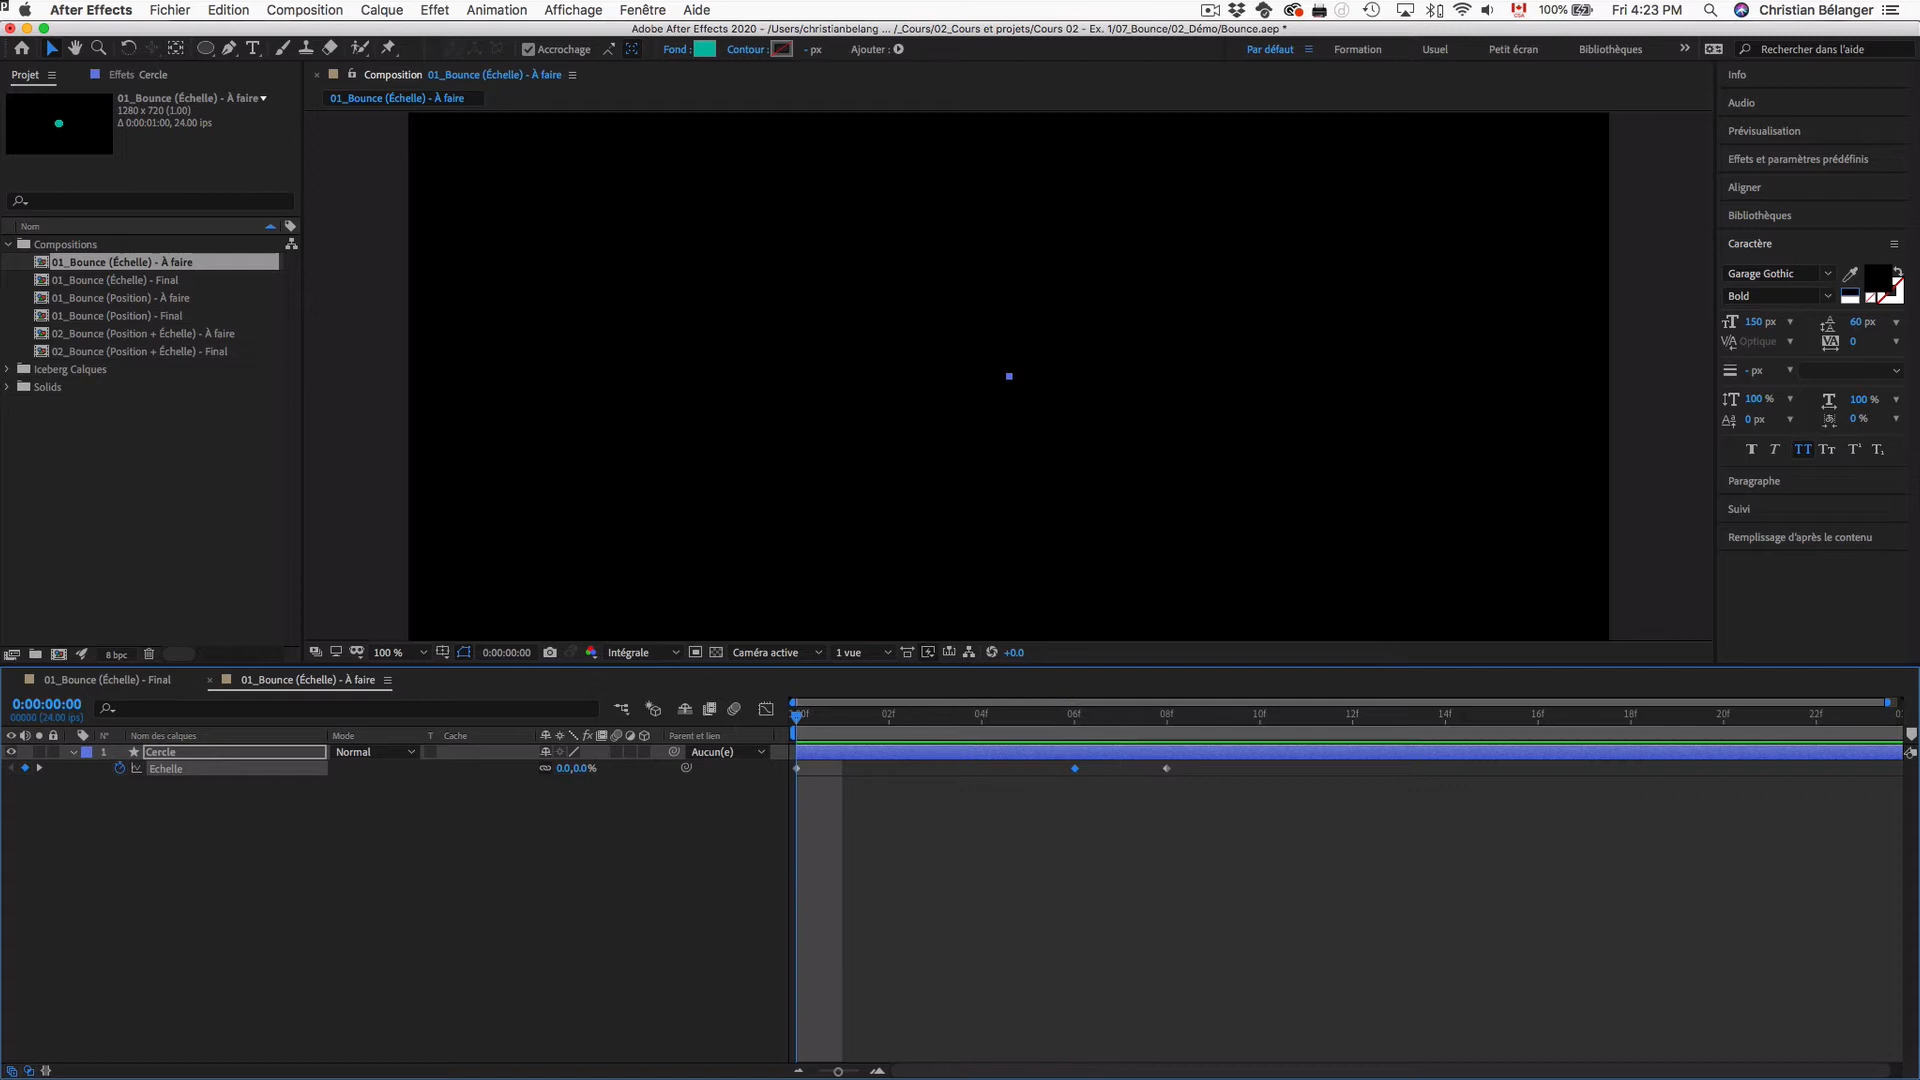 After Effects Fichier Edition Composition Calque Effet Animation Affichage Fenêtre Aide 100% Fri 4:23 PM Christian Bélanger
Adobe After Effects 2020 - /Users/christianbelang ... /_Cours/02_Cours et projets/Cours 02 - Ex. 1/07_Bounce/02_Démo/Bounce.aep *
Accrochage Fond : Contour : - px Ajouter : Par défaut Formation Usuel Petit écran Bibliothèques Rechercher dans l'aide
Projet Effets Cercle Composition 01_Bounce (Échelle) - À faire Info
01_Bounce (Échelle) - À faire
01_Bounce (Échelle) - À faire
1280 x 720 (1.00)
Δ 0:00:01:00, 24.00 ips
Audio
Prévisualisation
Effets et paramètres prédéfinis
Aligner
Bibliothèques
Nom
Compositions
01_Bounce (Échelle) - À faire
01_Bounce (Échelle) - Final
01_Bounce (Position) - À faire
01_Bounce (Position) - Final
02_Bounce (Position + Échelle) - À faire
02_Bounce (Position + Échelle) - Final
Iceberg Calques
Solids
Caractère
Garage Gothic
Bold
150 px 60 px
Optique 0
- px
100 % 100 %
0 px 0 %
T T TT Tт T¹ T₁
Paragraphe
Suivi
Remplissage d'après le contenu
8 bpc 100 % 0:00:00:00 Intégrale Caméra active 1 vue +0.0
01_Bounce (Échelle) - Final 01_Bounce (Échelle) - À faire
0:00:00:00
00000 (24.00 ips)
02f 04f 06f 08f 10f 12f 14f 16f 18f 20f 22f
N° Nom des calques Mode T Cache Parent et lien
1 Cercle Normal Aucun(e)
Echelle 0.0,0.0%